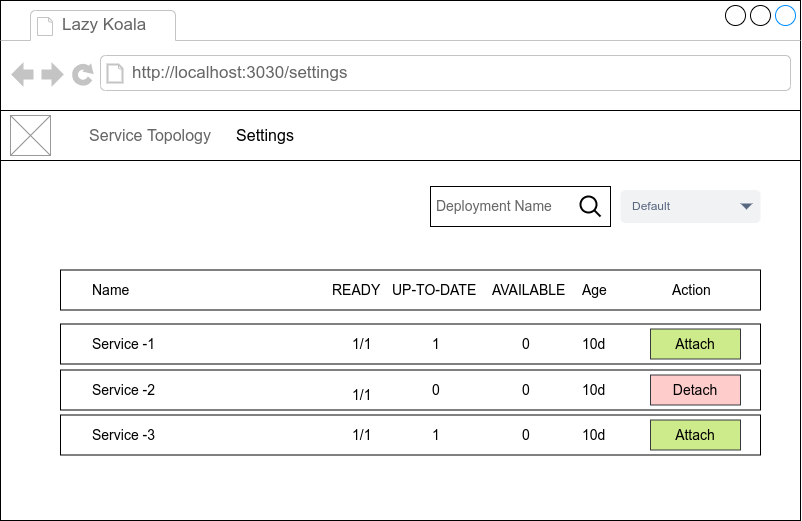 Lazy Koala
http://localhost:3030/settings
Service Topology Settings
Deployment Name Default
Name READY UP-TO-DATE AVAILABLE Age Action
Service -1 1/1 1 0 10d Attach
Service -2 1/1 0 0 10d Detach
Service -3 1/1 1 0 10d Attach